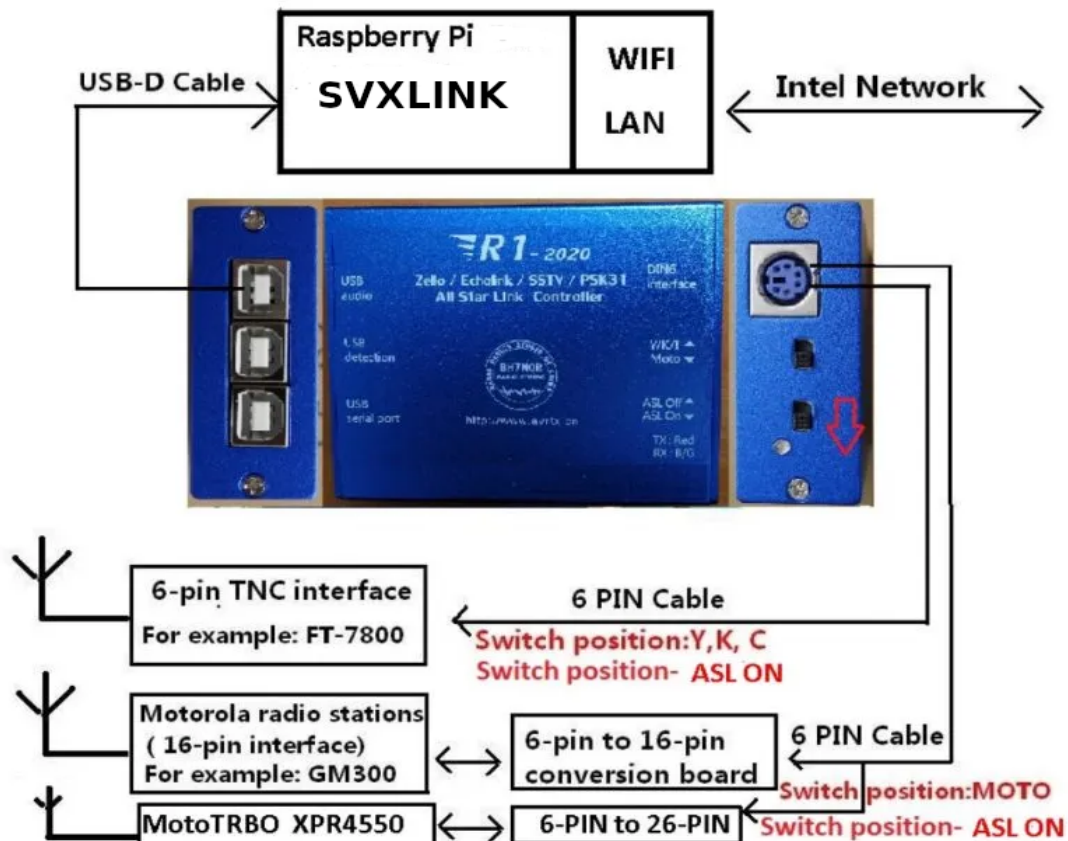 Raspberry Pi
SVXLINK
WIFI
LAN
USB-D Cable
Intel Network
R1-2020
Zello / Echolink / SSTV / PSK31
All Star Link Controller
USB
audio
DIN6
interface
USB
detection
Y/K/I
Moto
BH7NOR
USB
serial port
ASL Off
ASL On
TX: Red
RX: B/G
6-pin TNC interface
For example: FT-7800
6 PIN Cable
Switch position:Y,K, C
Switch position- ASL ON
Motorola radio stations
( 16-pin interface)
For example: GM300
6-pin to 16-pin
conversion board
6 PIN Cable
Switch position:MOTO
Switch position- ASL ON
MotoTRBO XPR4550
6-PIN to 26-PIN